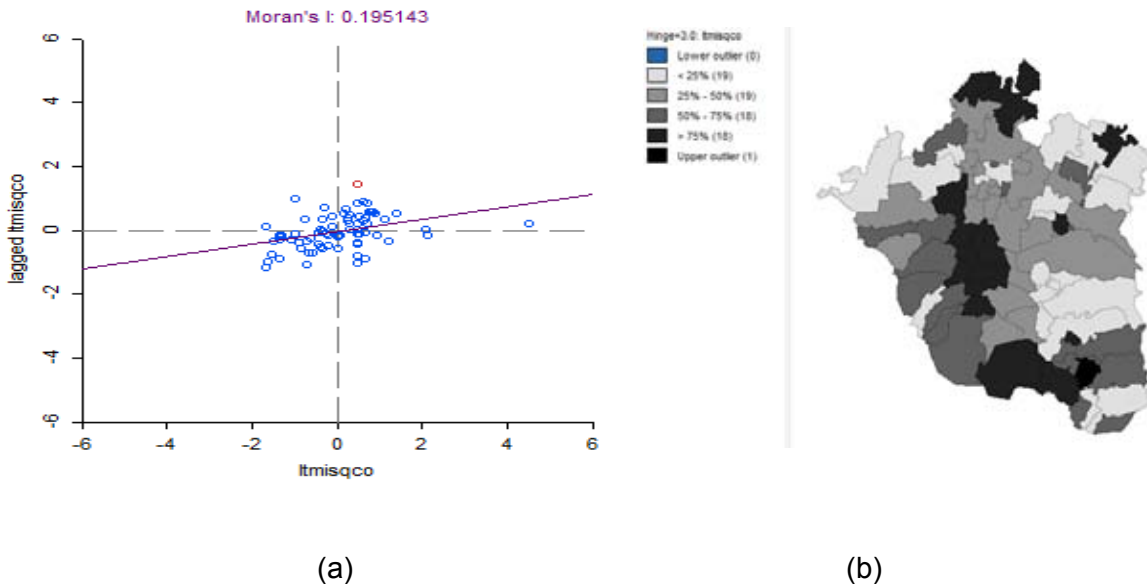 Moran's I: 0.195143
6
4
2
0
-2
-4
-6
lagged ltmisqco
-6 -4 -2 0 2 4 6
ltmisqco
(a)
Hinge=3.0: ltmisqco
Lower outlier (0)
< 25% (19)
25% - 50% (19)
50% - 75% (18)
> 75% (18)
Upper outlier (1)
(b)